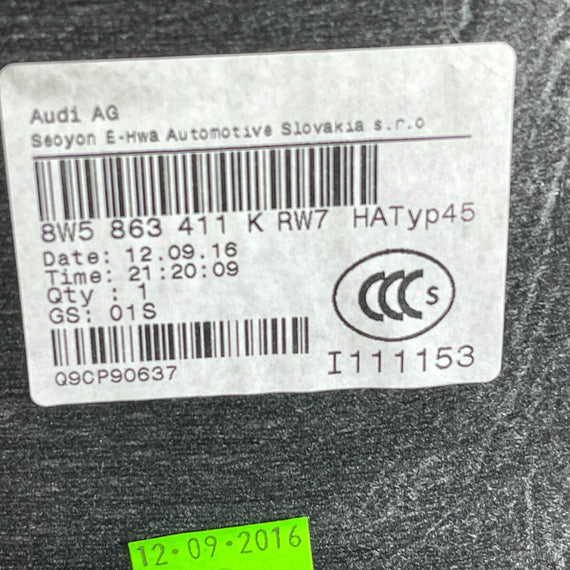 Audi AG
Seoyon E-Hwa Automotive Slovakia s.r.o
8W5 863 411 K RW7 HATyp45
Date: 12.09.16
Time: 21:20:09
Qty : 1
GS: 01S
CCC S
Q9CP90637
I111153
12·09·2016